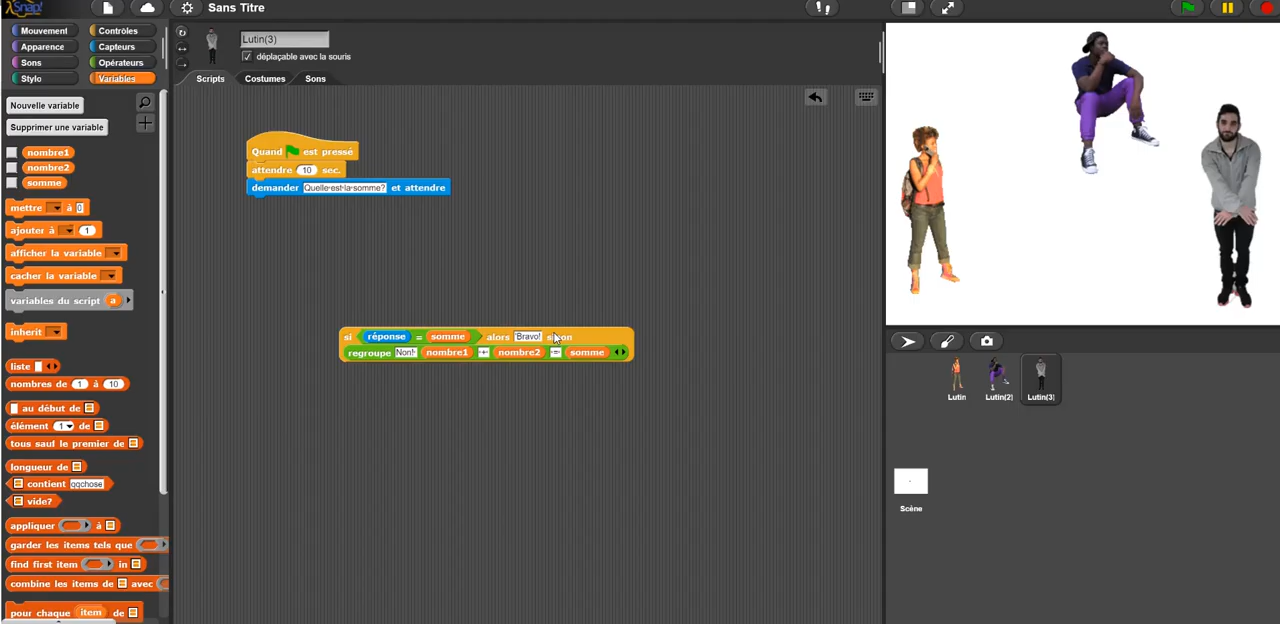 Snap! Sans Titre
Mouvement Contrôles
Apparence Capteurs
Sons Opérateurs
Stylo Variables
Nouvelle variable
Supprimer une variable
nombre1
nombre2
somme
mettre à 0
ajouter à 1
afficher la variable
cacher la variable
variables du script a
inherit
liste
nombres de 1 à 10
au début de
élément 1 de
tous sauf le premier de
longueur de
contient qqchose
vide?
appliquer à
garder les items tels que
find first item in
combine les items de avec
pour chaque item de
Lutin(3)
déplaçable avec la souris
Scripts Costumes Sons
Quand est pressé
attendre 10 sec.
demander Quelle·est·la·somme? et attendre
si réponse = somme alors Bravo! sinon
regroupe Non!· nombre1 + nombre2 = somme
Lutin Lutin(2) Lutin(3)
Scène